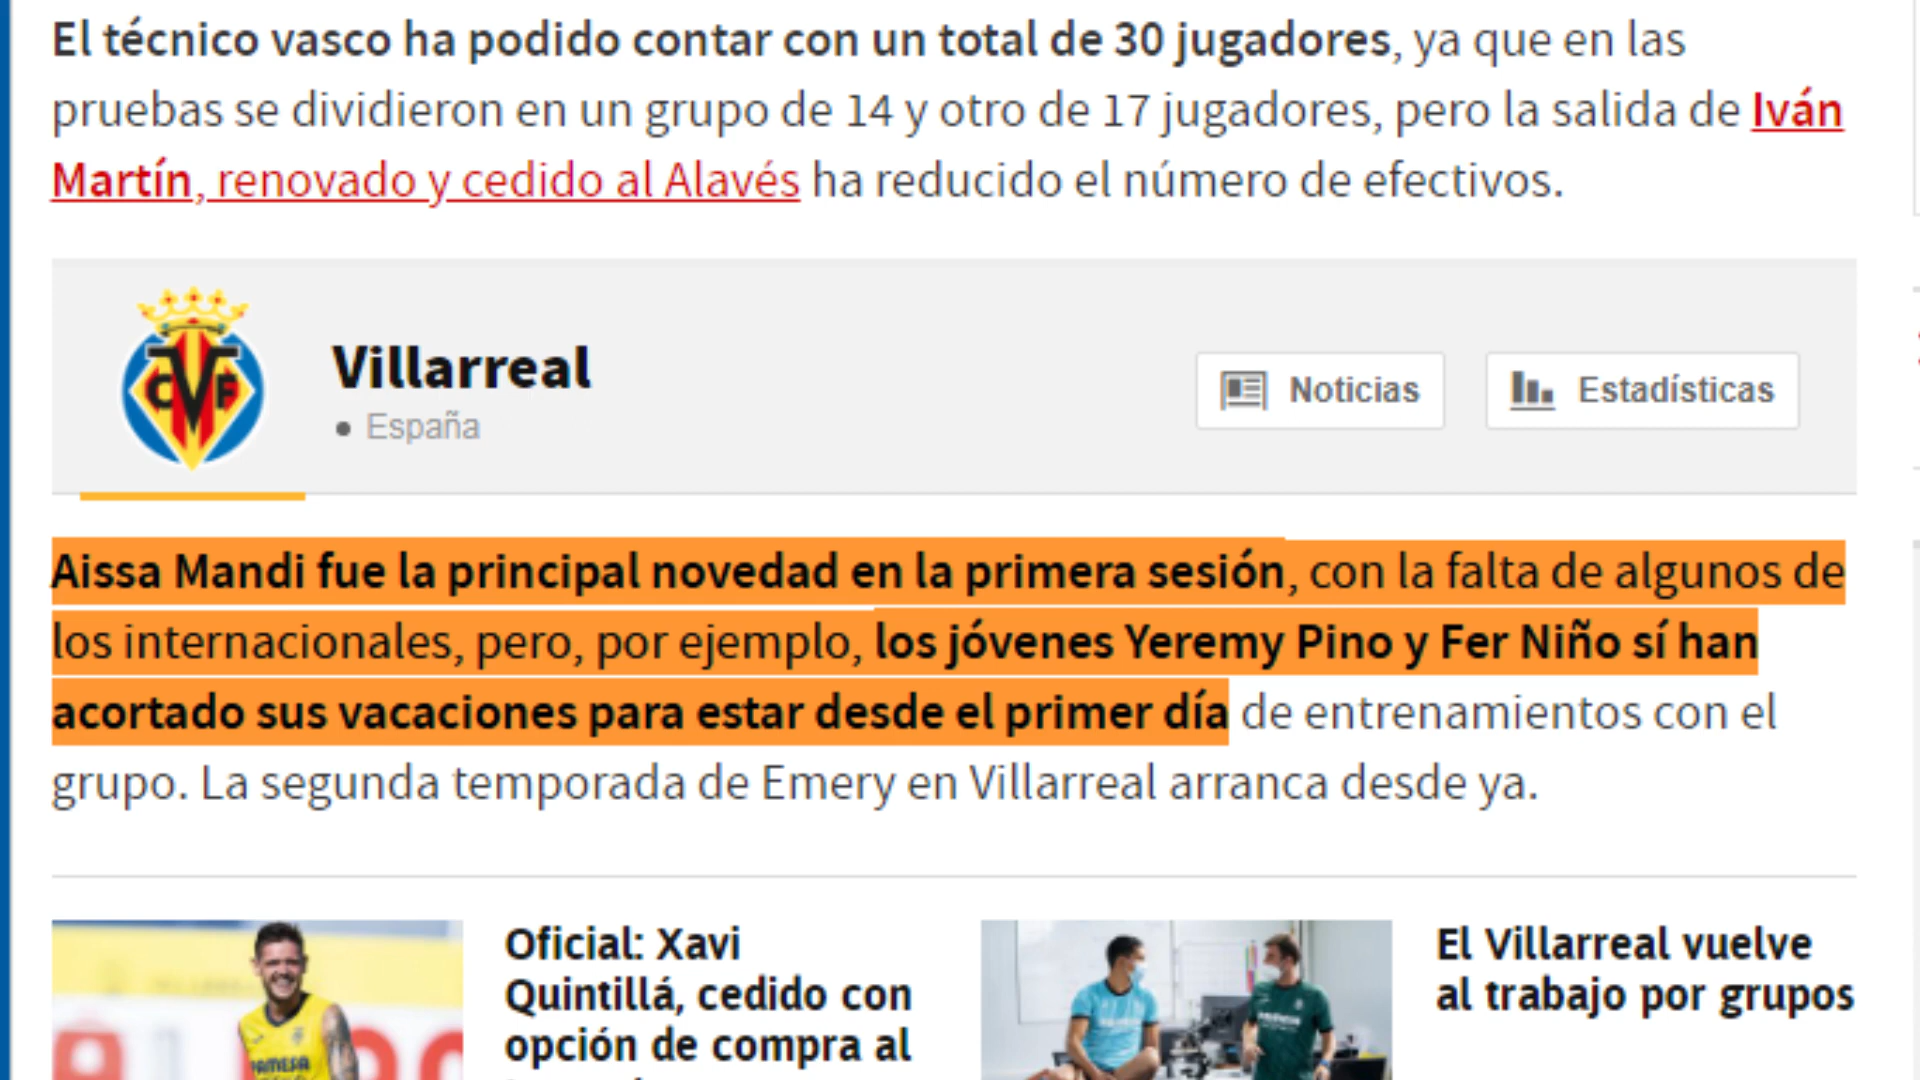 El técnico vasco ha podido contar con un total de 30 jugadores, ya que en las
pruebas se dividieron en un grupo de 14 y otro de 17 jugadores, pero la salida de Iván
Martín, renovado y cedido al Alavés ha reducido el número de efectivos.
CVF
Villarreal
• España
Noticias
Estadísticas
Aissa Mandi fue la principal novedad en la primera sesión, con la falta de algunos de
los internacionales, pero, por ejemplo, los jóvenes Yeremy Pino y Fer Niño sí han
acortado sus vacaciones para estar desde el primer día de entrenamientos con el
grupo. La segunda temporada de Emery en Villarreal arranca desde ya.
Oficial: Xavi
Quintillá, cedido con
opción de compra al
El Villarreal vuelve
al trabajo por grupos
PAMESA